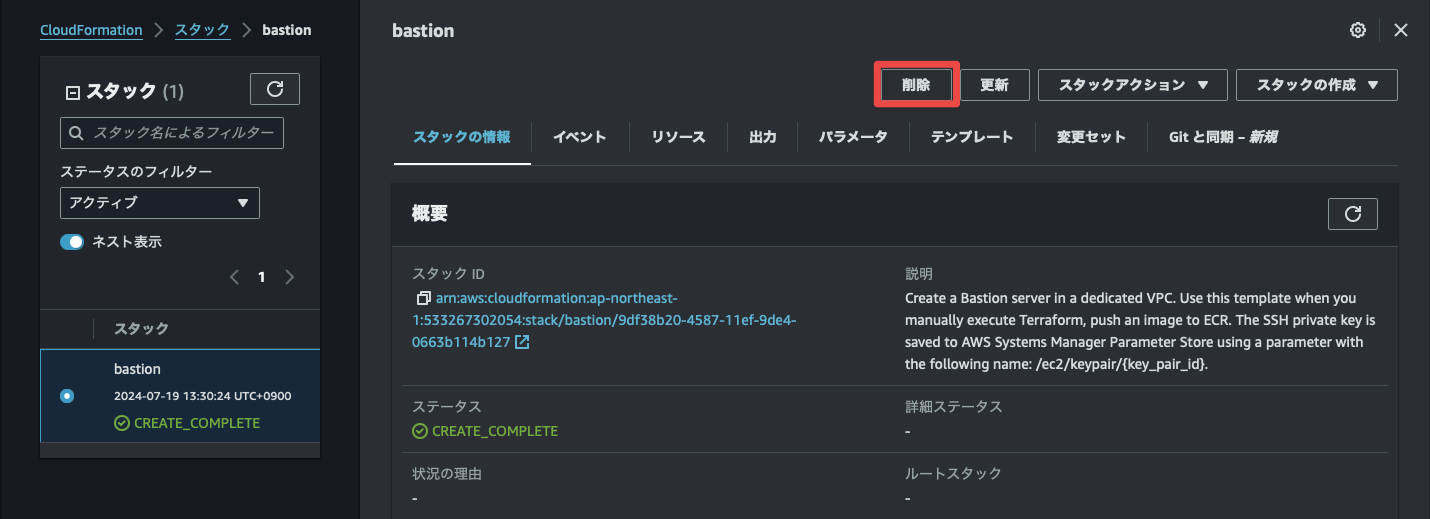 CloudFormation > スタック > bastion
スタック (1)
スタック名によるフィルター
ステータスのフィルター
アクティブ
ネスト表示
1
スタック
bastion
2024-07-19 13:30:24 UTC+0900
CREATE_COMPLETE
bastion
削除 更新 スタックアクション スタックの作成
スタックの情報 イベント リソース 出力 パラメータ テンプレート 変更セット Git と同期 – 新規
概要
スタック ID
arn:aws:cloudformation:ap-northeast-
1:533267302054:stack/bastion/9df38b20-4587-11ef-9de4-
0663b114b127
説明
Create a Bastion server in a dedicated VPC. Use this template when you
manually execute Terraform, push an image to ECR. The SSH private key is
saved to AWS Systems Manager Parameter Store using a parameter with
the following name: /ec2/keypair/{key_pair_id}.
ステータス
CREATE_COMPLETE
詳細ステータス
-
状況の理由
-
ルートスタック
-